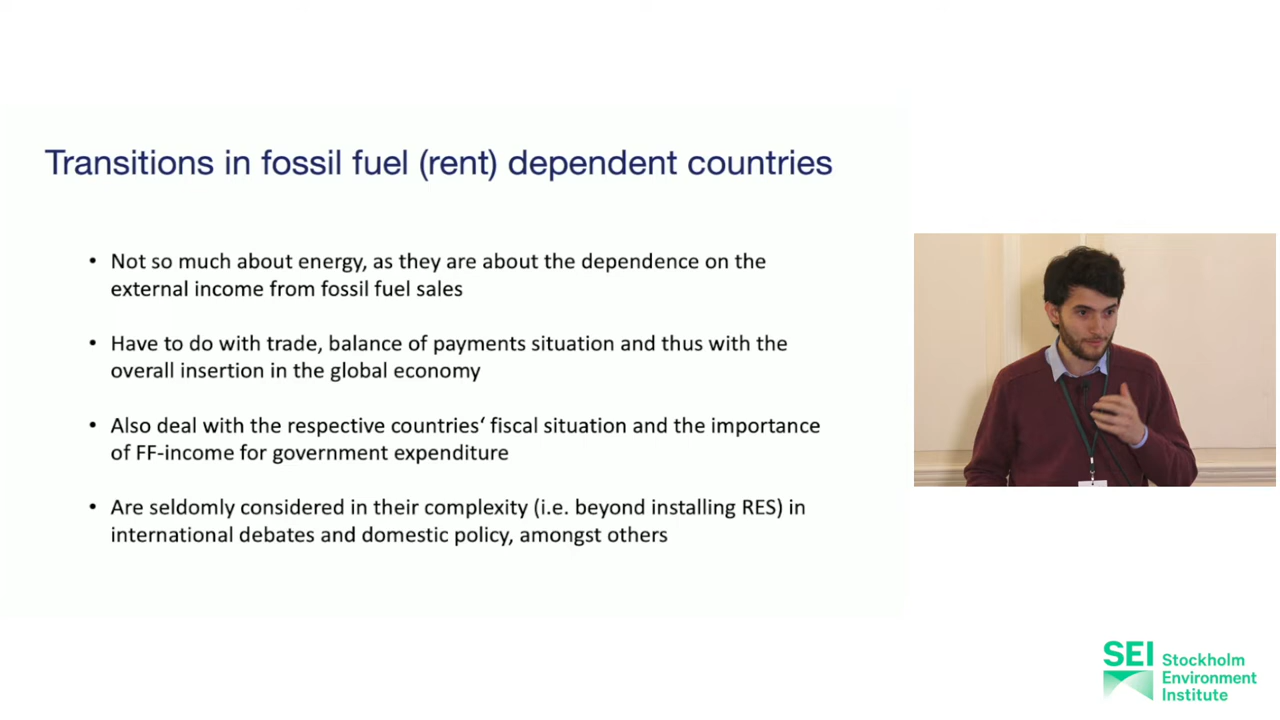 Transitions in fossil fuel (rent) dependent countries
• Not so much about energy, as they are about the dependence on the
external income from fossil fuel sales
• Have to do with trade, balance of payments situation and thus with the
overall insertion in the global economy
• Also deal with the respective countries‘ fiscal situation and the importance
of FF-income for government expenditure
• Are seldomly considered in their complexity (i.e. beyond installing RES) in
international debates and domestic policy, amongst others
SEI Stockholm
Environment
Institute